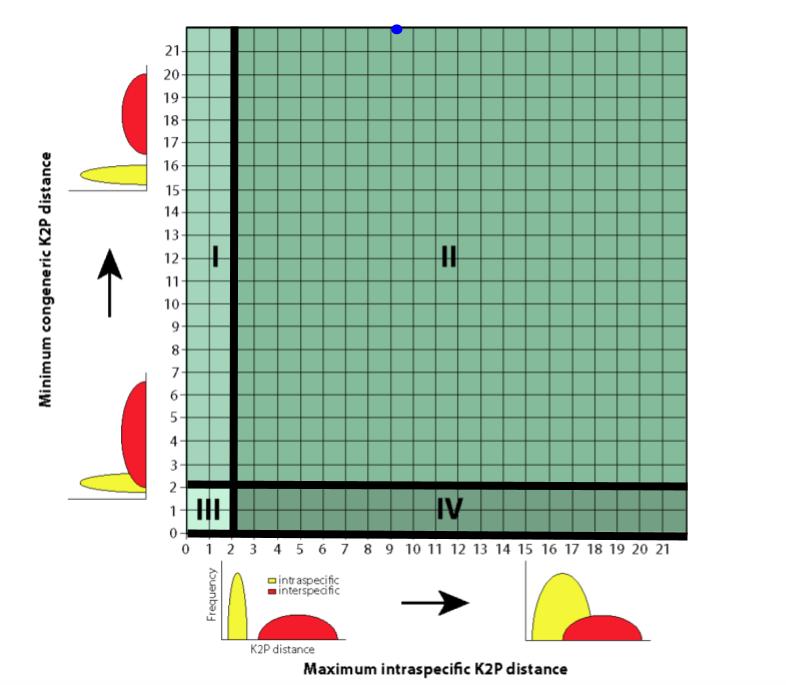 21
20
19
18
17
16
15
14
13
12
11
10
9
8
7
6
5
4
3
2
1
0
Minimum congeneric K2P distance
I
II
III
IV
0 1 2 3 4 5 6 7 8 9 10 11 12 13 14 15 16 17 18 19 20 21
Frequency
intraspecific
interspecific
K2P distance
Maximum intraspecific K2P distance